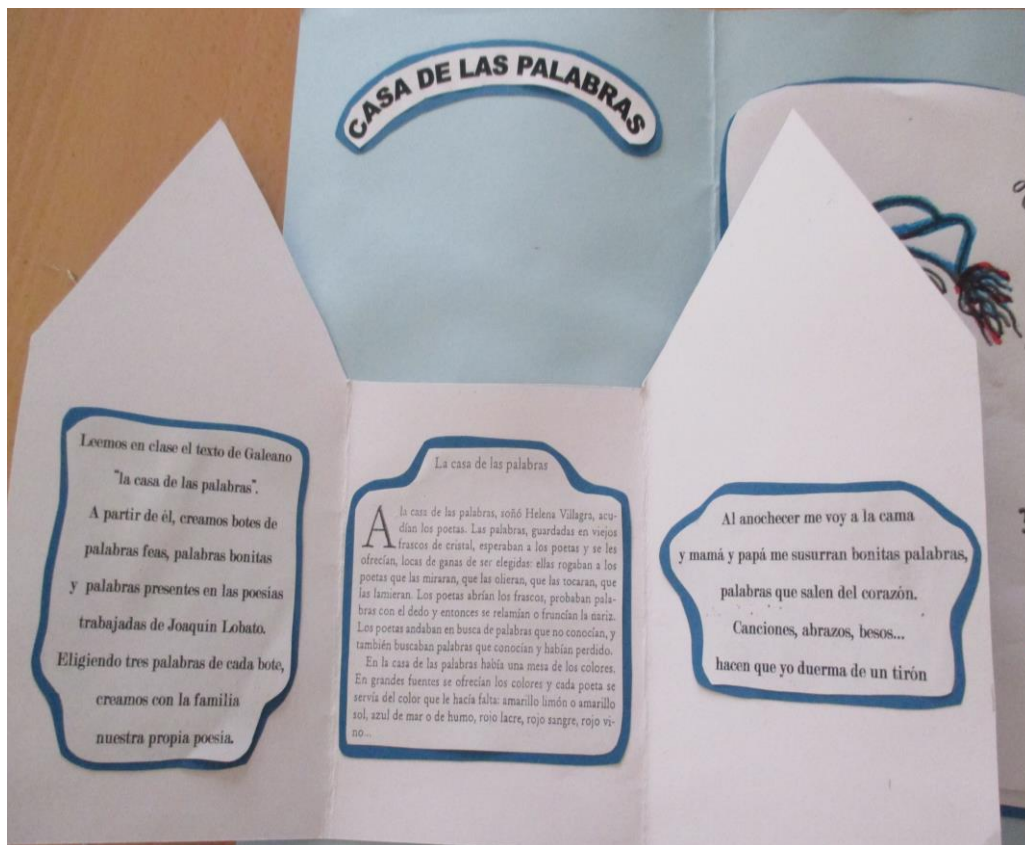 CASA DE LAS PALABRAS
Leemos en clase el texto de Galeano
"la casa de las palabras".
A partir de él, creamos botes de
palabras feas, palabras bonitas
y palabras presentes en las poesias
trabajadas de Joaquin Lobato.
Eligiendo tres palabras de cada bote,
creamos con la familia
nuestra propia poesia.
La casa de las palabras
A la casa de las palabras, soñó Helena Villagra, acu-
dían los poetas. Las palabras, guardadas en viejos
frascos de cristal, esperaban a los poetas y se les
ofrecían, locas de ganas de ser elegidas: ellas rogaban a los
poetas que las miraran, que las olieran, que las tocaran, que
las lamieran. Los poetas abrían los frascos, probaban pala-
bras con el dedo y entonces se relamían o fruncían la nariz.
Los poetas andaban en busca de palabras que no conocían, y
también buscaban palabras que conocían y habían perdido.
En la casa de las palabras había una mesa de los colores.
En grandes fuentes se ofrecían los colores y cada poeta se
servía del color que le hacía falta: amarillo limón o amarillo
sol, azul de mar o de humo, rojo lacre, rojo sangre, rojo vi-
no...
Al anochecer me voy a la cama
y mamá y papá me susurran bonitas palabras,
palabras que salen del corazón.
Canciones, abrazos, besos...
hacen que yo duerma de un tirón